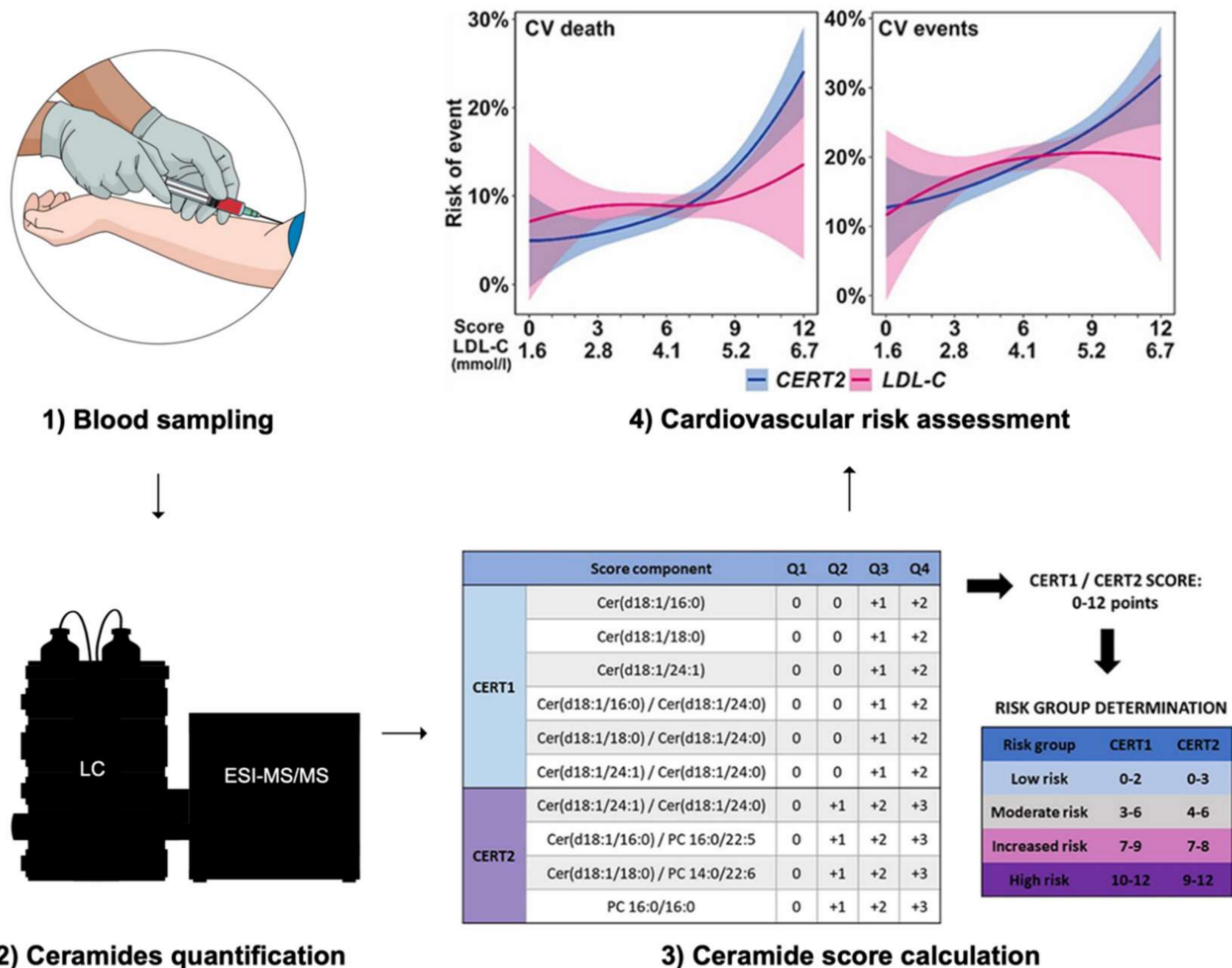 30%
CV death
20%
10%
0%
Risk of event
40%
CV events
30%
20%
10%
0%
Score 0 3 6 9 12 0 3 6 9 12
LDL-C 1.6 2.8 4.1 5.2 6.7 1.6 2.8 4.1 5.2 6.7
(mmol/l)
CERT2 LDL-C
1) Blood sampling
4) Cardiovascular risk assessment
LC
ESI-MS/MS
2) Ceramides quantification
Score component Q1 Q2 Q3 Q4
CERT1
Cer(d18:1/16:0) 0 0 +1 +2
Cer(d18:1/18:0) 0 0 +1 +2
Cer(d18:1/24:1) 0 0 +1 +2
Cer(d18:1/16:0) / Cer(d18:1/24:0) 0 0 +1 +2
Cer(d18:1/18:0) / Cer(d18:1/24:0) 0 0 +1 +2
Cer(d18:1/24:1) / Cer(d18:1/24:0) 0 0 +1 +2
CERT2
Cer(d18:1/24:1) / Cer(d18:1/24:0) 0 +1 +2 +3
Cer(d18:1/16:0) / PC 16:0/22:5 0 +1 +2 +3
Cer(d18:1/18:0) / PC 14:0/22:6 0 +1 +2 +3
PC 16:0/16:0 0 +1 +2 +3
CERT1 / CERT2 SCORE:
0-12 points
RISK GROUP DETERMINATION
Risk group CERT1 CERT2
Low risk 0-2 0-3
Moderate risk 3-6 4-6
Increased risk 7-9 7-8
High risk 10-12 9-12
3) Ceramide score calculation